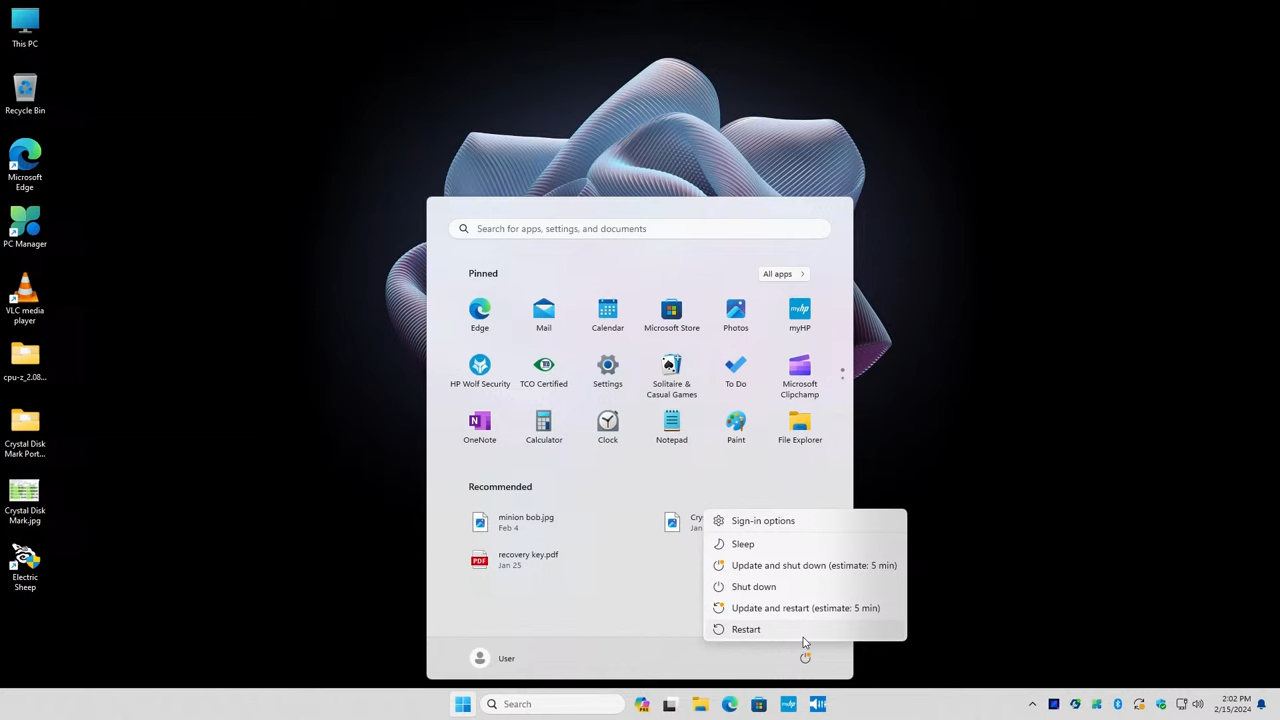 This PC
Recycle Bin
Microsoft
Edge
PC Manager
VLC media
player
cpu-z_2.08...
Crystal Disk
Mark Port...
Crystal Disk
Mark.jpg
Electric
Sheep
Search for apps, settings, and documents
Pinned
All apps
Edge
Mail
Calendar
Microsoft Store
Photos
myHP
HP Wolf Security
TCO Certified
Settings
Solitaire &
Casual Games
To Do
Microsoft
Clipchamp
OneNote
Calculator
Clock
Notepad
Paint
File Explorer
Recommended
minion bob.jpg
Feb 4
Cry
Jan
recovery key.pdf
Jan 25
Sign-in options
Sleep
Update and shut down (estimate: 5 min)
Shut down
Update and restart (estimate: 5 min)
Restart
User
Search
2:02 PM
2/15/2024